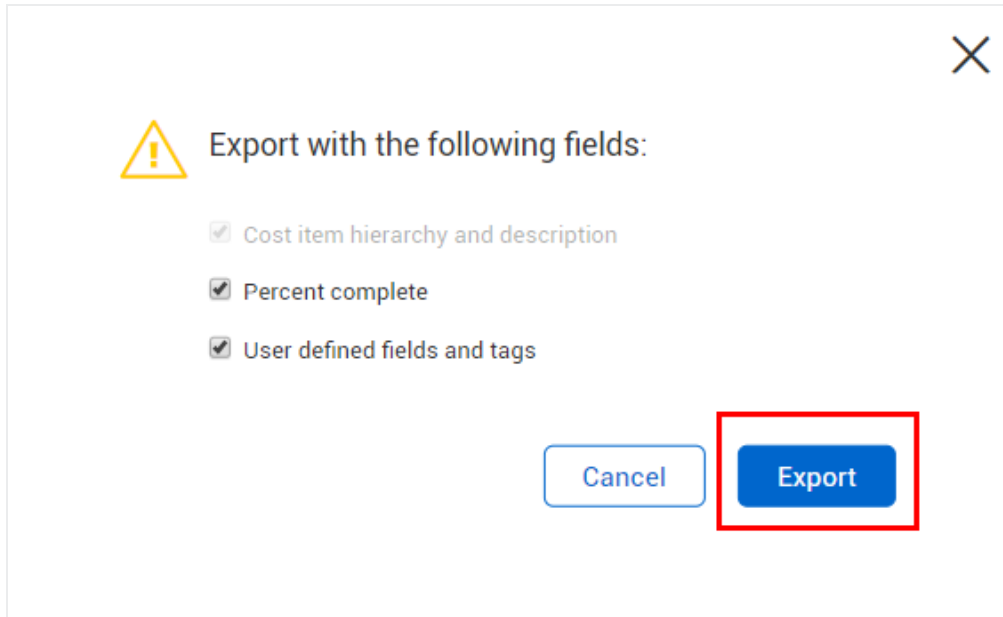 Export with the following fields:
Cost item hierarchy and description
Percent complete
User defined fields and tags
Cancel
Export